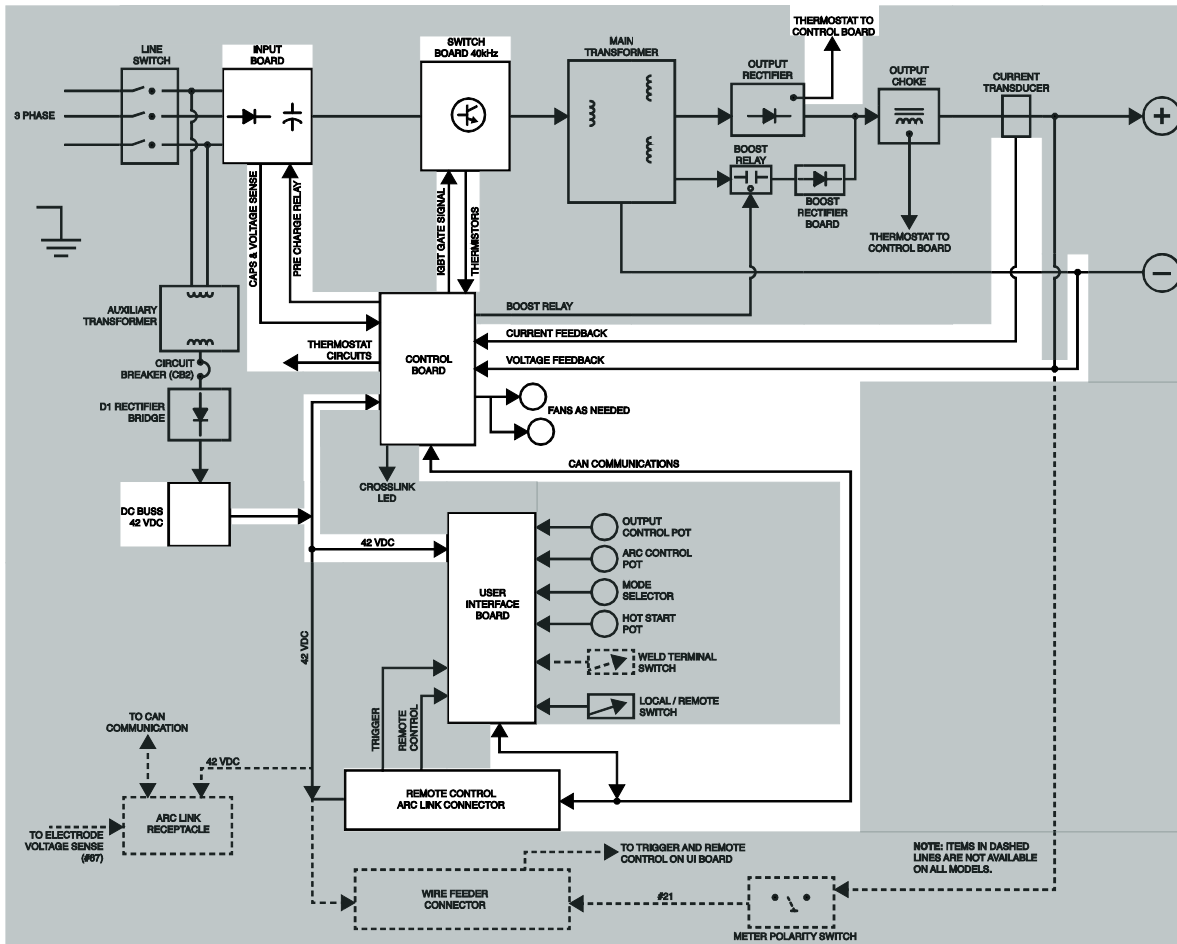 THERMOSTAT TO
CONTROL BOARD
LINE
SWITCH
INPUT
BOARD
SWITCH
BOARD 40kHz
MAIN
TRANSFORMER
OUTPUT
RECTIFIER
OUTPUT
CHOKE
CURRENT
TRANSDUCER
3 PHASE
+
BOOST
RELAY
BOOST
RECTIFIER
BOARD
THERMOSTAT TO
CONTROL BOARD
CAPS & VOLTAGE SENSE
PRE CHARGE RELAY
IGBT GATE SIGNAL
THERMISTORS
−
AUXILIARY
TRANSFORMER
BOOST RELAY
CURRENT FEEDBACK
THERMOSTAT
CIRCUITS
CONTROL
BOARD
VOLTAGE FEEDBACK
CIRCUIT
BREAKER (CB2)
D1 RECTIFIER
BRIDGE
FANS AS NEEDED
CAN COMMUNICATIONS
CROSSLINK
LED
DC BUSS
42 VDC
42 VDC
USER
INTERFACE
BOARD
OUTPUT
CONTROL POT
ARC CONTROL
POT
MODE
SELECTOR
HOT START
POT
WELD TERMINAL
SWITCH
LOCAL / REMOTE
SWITCH
42 VDC
TRIGGER
REMOTE
CONTROL
TO CAN
COMMUNICATION
42 VDC
REMOTE CONTROL
ARC LINK CONNECTOR
ARC LINK
RECEPTACLE
TO ELECTRODE
VOLTAGE SENSE
(#67)
TO TRIGGER AND REMOTE
CONTROL ON UI BOARD
NOTE: ITEMS IN DASHED
LINES ARE NOT AVAILABLE
ON ALL MODELS.
WIRE FEEDER
CONNECTOR
#21
METER POLARITY SWITCH